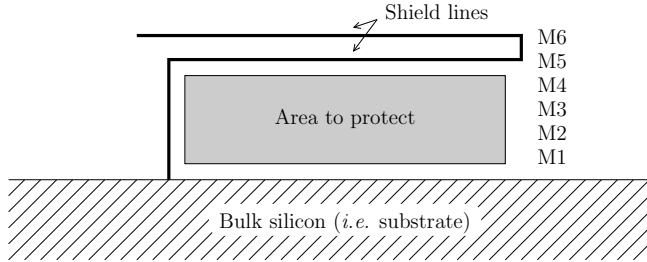 Shield lines
M6
M5
M4
M3
M2
M1
Area to protect
Bulk silicon (i.e. substrate)